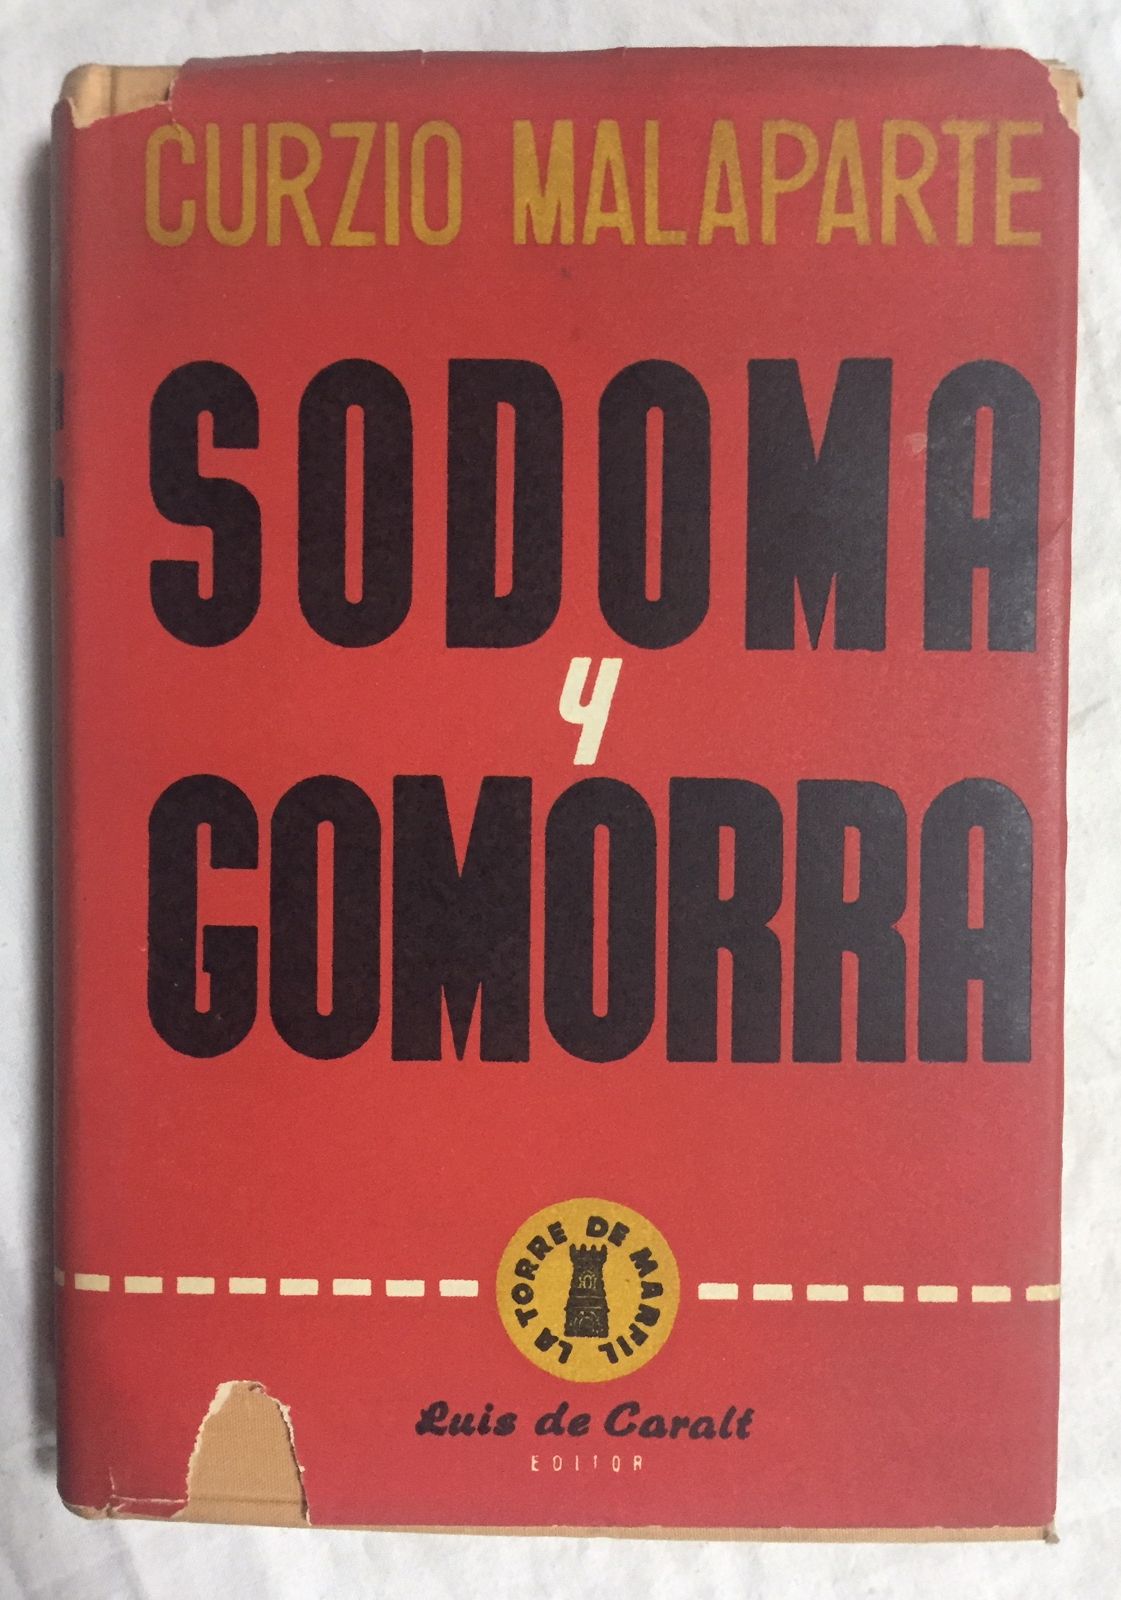 CURZIO MALAPARTE
SODOMA
y
GOMORRA
LA TORRE DE MARFIL
Luis de Caralt
EDITOR